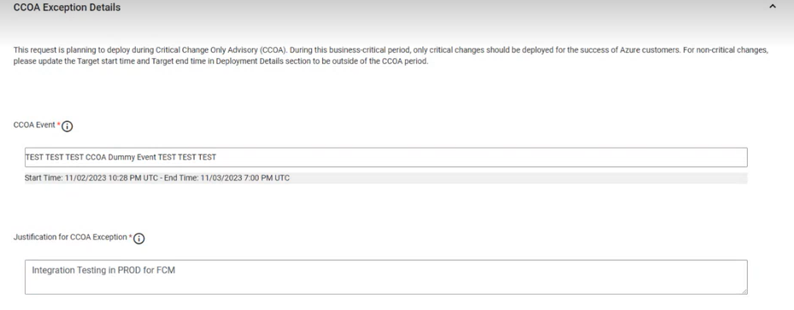 CCOA Exception Details
This request is planning to deploy during Critical Change Only Advisory (CCOA). During this business-critical period, only critical changes should be deployed for the success of Azure customers. For non-critical changes,
please update the Target start time and Target end time in Deployment Details section to be outside of the CCOA period.
CCOA Event *
TEST TEST TEST CCOA Dummy Event TEST TEST TEST
Start Time: 11/02/2023 10:28 PM UTC - End Time: 11/03/2023 7:00 PM UTC
Justification for CCOA Exception *
Integration Testing in PROD for FCM